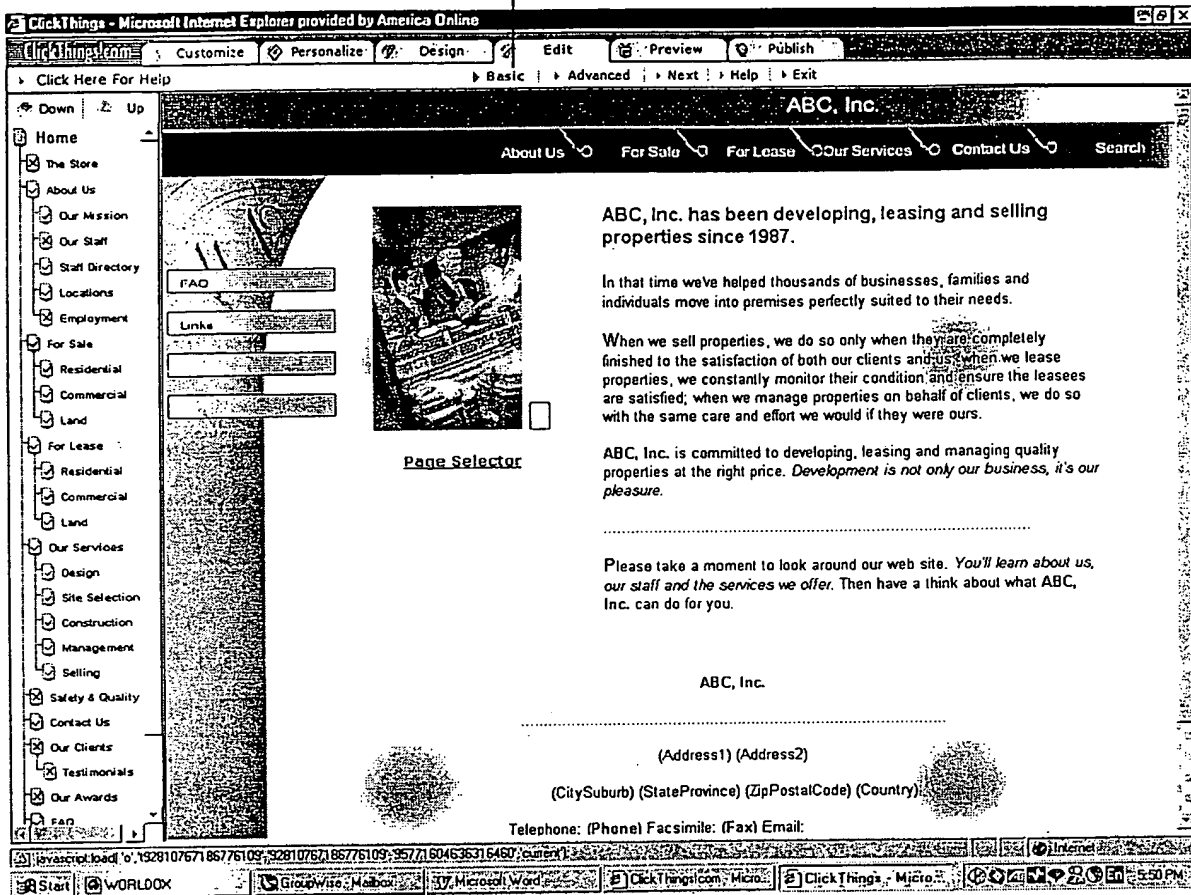 ClickThings - Microsoft Internet Explorer provided by America Online
ClickThings.com Customize Personalize Design Edit Preview Publish
Click Here For Help Basic Advanced Next Help Exit
Down Up
Home
The Store
About Us
Our Mission
Our Staff
Staff Directory
Locations
Employment
For Sale
Residential
Commercial
Land
For Lease
Residential
Commercial
Land
Our Services
Design
Site Selection
Construction
Management
Selling
Safety & Quality
Contact Us
Our Clients
Testimonials
Our Awards
FAQ
ABC, Inc.
About Us For Sale For Lease Our Services Contact Us Search
FAQ
Links
Page Selector
ABC, Inc. has been developing, leasing and selling
properties since 1987.
In that time we've helped thousands of businesses, families and
individuals move into premises perfectly suited to their needs.
When we sell properties, we do so only when they are completely
finished to the satisfaction of both our clients and us; when we lease
properties, we constantly monitor their condition and ensure the leasees
are satisfied; when we manage properties on behalf of clients, we do so
with the same care and effort we would if they were ours.
ABC, Inc. is committed to developing, leasing and managing quality
properties at the right price. Development is not only our business, it's our
pleasure.
Please take a moment to look around our web site. You'll learn about us,
our staff and the services we offer. Then have a think about what ABC,
Inc. can do for you.
ABC, Inc.
(Address1) (Address2)
(CitySuburb) (StateProvince) (ZipPostalCode) (Country)
Telephone: (Phone) Facsimile: (Fax) Email:
Internet
Start WORLDOX GroupWise - Mailbox Microsoft Word ClickThings.com - Micro... ClickThings - Micro... 5:50 PM